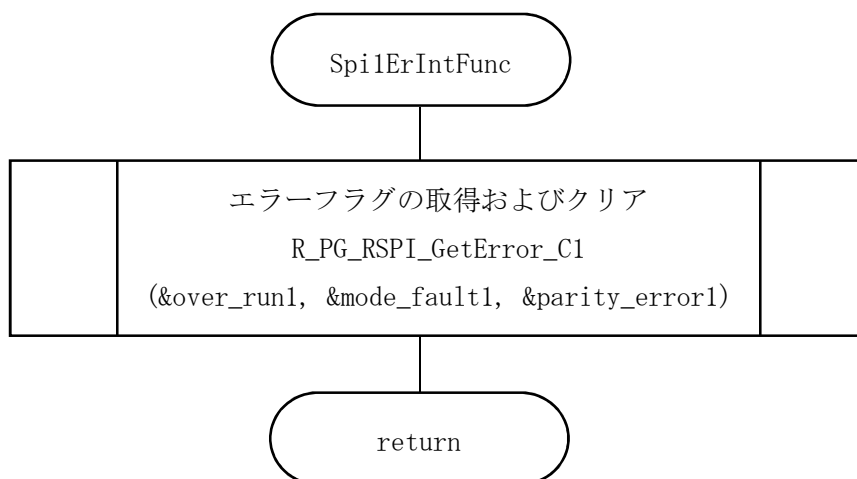 Spi1ErIntFunc
エラーフラグの取得およびクリア
R_PG_RSPI_GetError_C1
(&over_run1, &mode_fault1, &parity_error1)
return